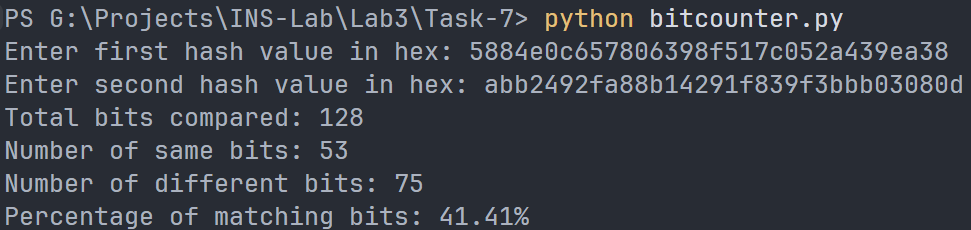 PS G:\Projects\INS-Lab\Lab3\Task-7> python bitcounter.py
Enter first hash value in hex: 5884e0c657806398f517c052a439ea38
Enter second hash value in hex: abb2492fa88b14291f839f3bbb03080d
Total bits compared: 128
Number of same bits: 53
Number of different bits: 75
Percentage of matching bits: 41.41%